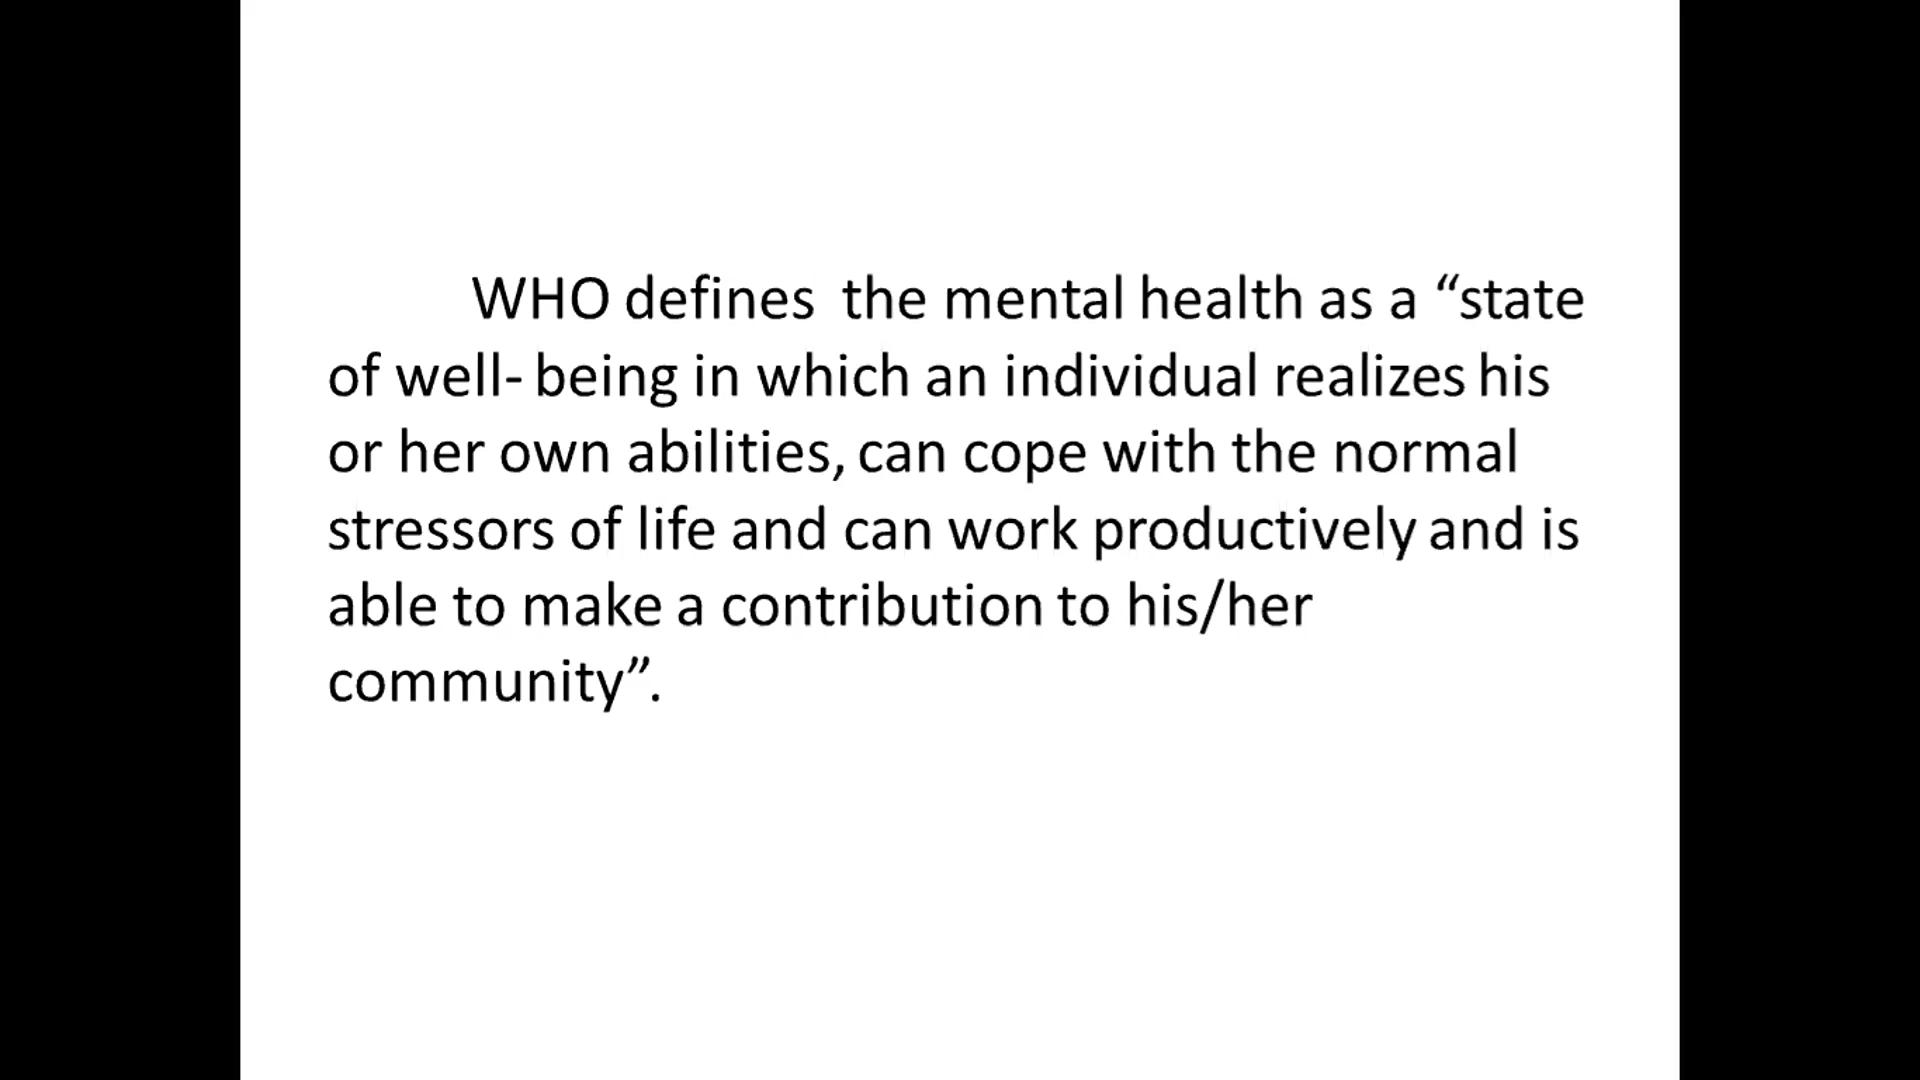 WHO defines  the mental health as a “state
of well- being in which an individual realizes his
or her own abilities, can cope with the normal
stressors of life and can work productively and is
able to make a contribution to his/her
community”.